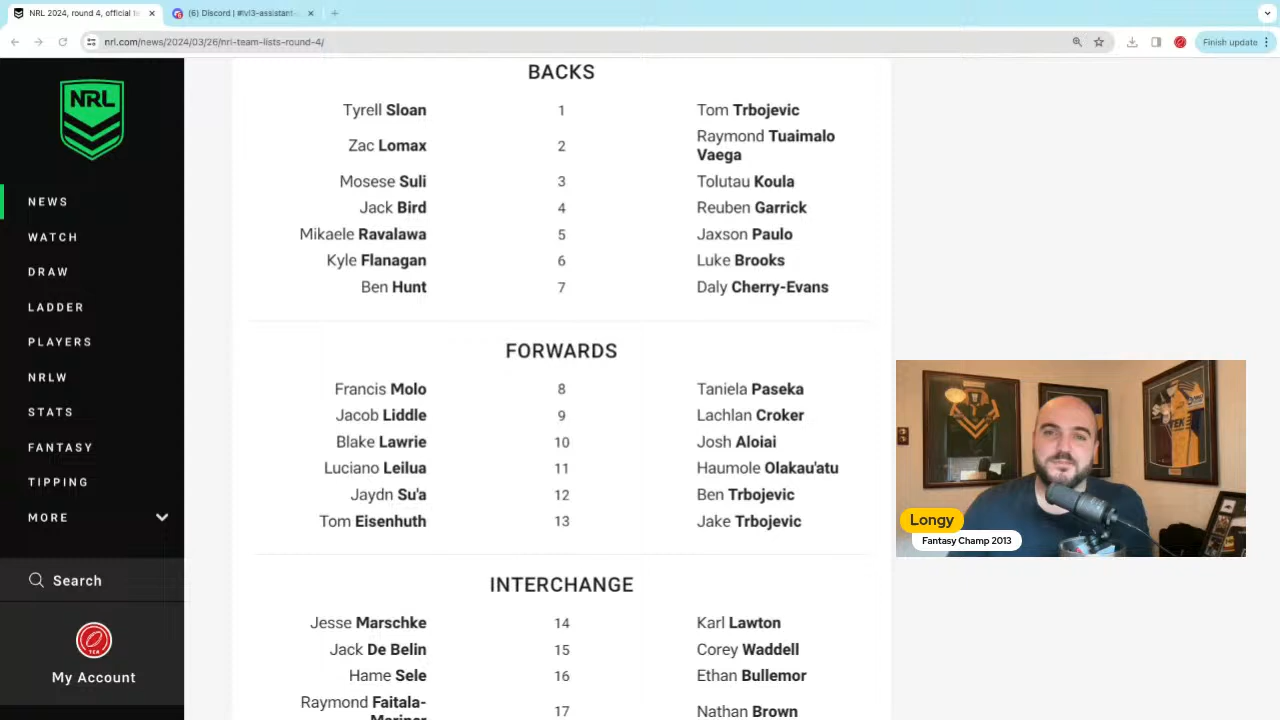 NRL 2024, round 4, official te
(6) Discord | #lvl3-assistant-
nrl.com/news/2024/03/26/nrl-team-lists-round-4/
Finish update
NRL
NEWS
WATCH
DRAW
LADDER
PLAYERS
NRLW
STATS
FANTASY
TIPPING
MORE
Search
TEA
My Account
BACKS
Tyrell Sloan 1 Tom Trbojevic
Zac Lomax 2 Raymond Tuaimalo
Vaega
Mosese Suli 3 Tolutau Koula
Jack Bird 4 Reuben Garrick
Mikaele Ravalawa 5 Jaxson Paulo
Kyle Flanagan 6 Luke Brooks
Ben Hunt 7 Daly Cherry-Evans
FORWARDS
Francis Molo 8 Taniela Paseka
Jacob Liddle 9 Lachlan Croker
Blake Lawrie 10 Josh Aloiai
Luciano Leilua 11 Haumole Olakau'atu
Jaydn Su'a 12 Ben Trbojevic
Tom Eisenhuth 13 Jake Trbojevic
INTERCHANGE
Jesse Marschke 14 Karl Lawton
Jack De Belin 15 Corey Waddell
Hame Sele 16 Ethan Bullemor
Raymond Faitala-
Mariner 17 Nathan Brown
Longy
Fantasy Champ 2013